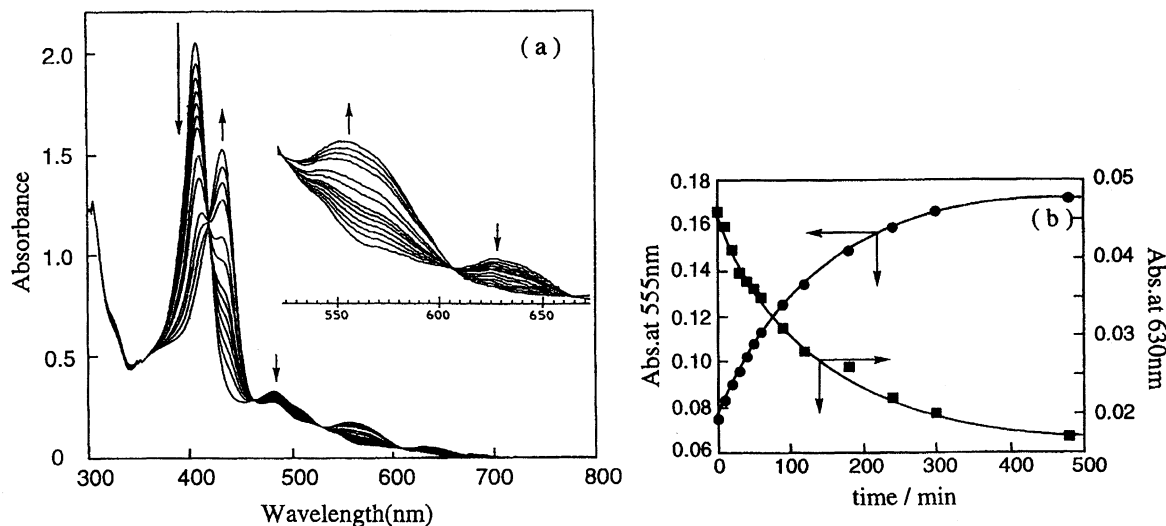 (a)
2.0
1.5
1.0
0.5
0
Absorbance
550 600 650
300 400 500 600 700 800
Wavelength(nm)
(b)
0.18
0.16
0.14
0.12
0.10
0.08
0.06
Abs.at 555nm
0.05
0.04
0.03
0.02
Abs.at 630nm
0 100 200 300 400 500
time / min